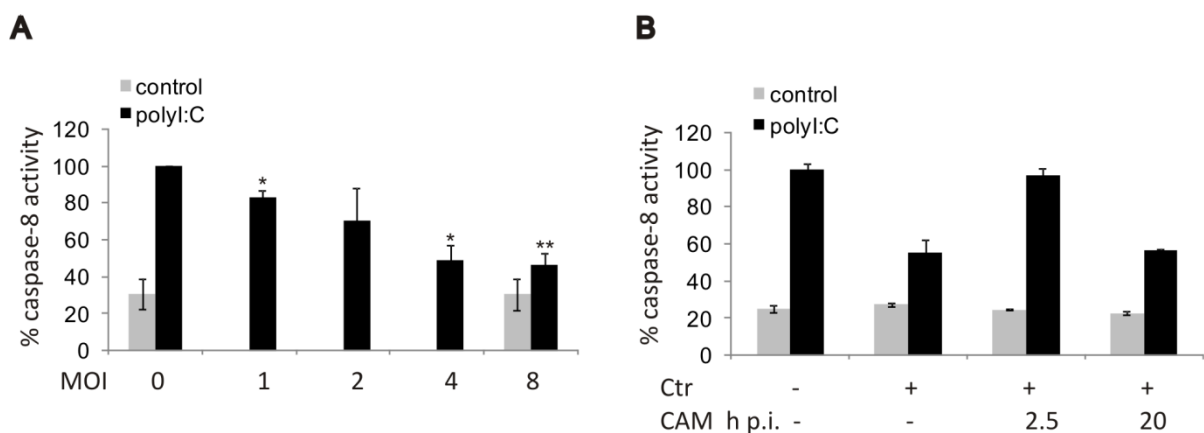 A
control
polyI:C
% caspase-8 activity
120
100
80
60
40
20
0
*
*
**
MOI 0 1 2 4 8
B
control
polyI:C
% caspase-8 activity
120
100
80
60
40
20
0
Ctr - + + +
CAM h p.i. - - 2.5 20